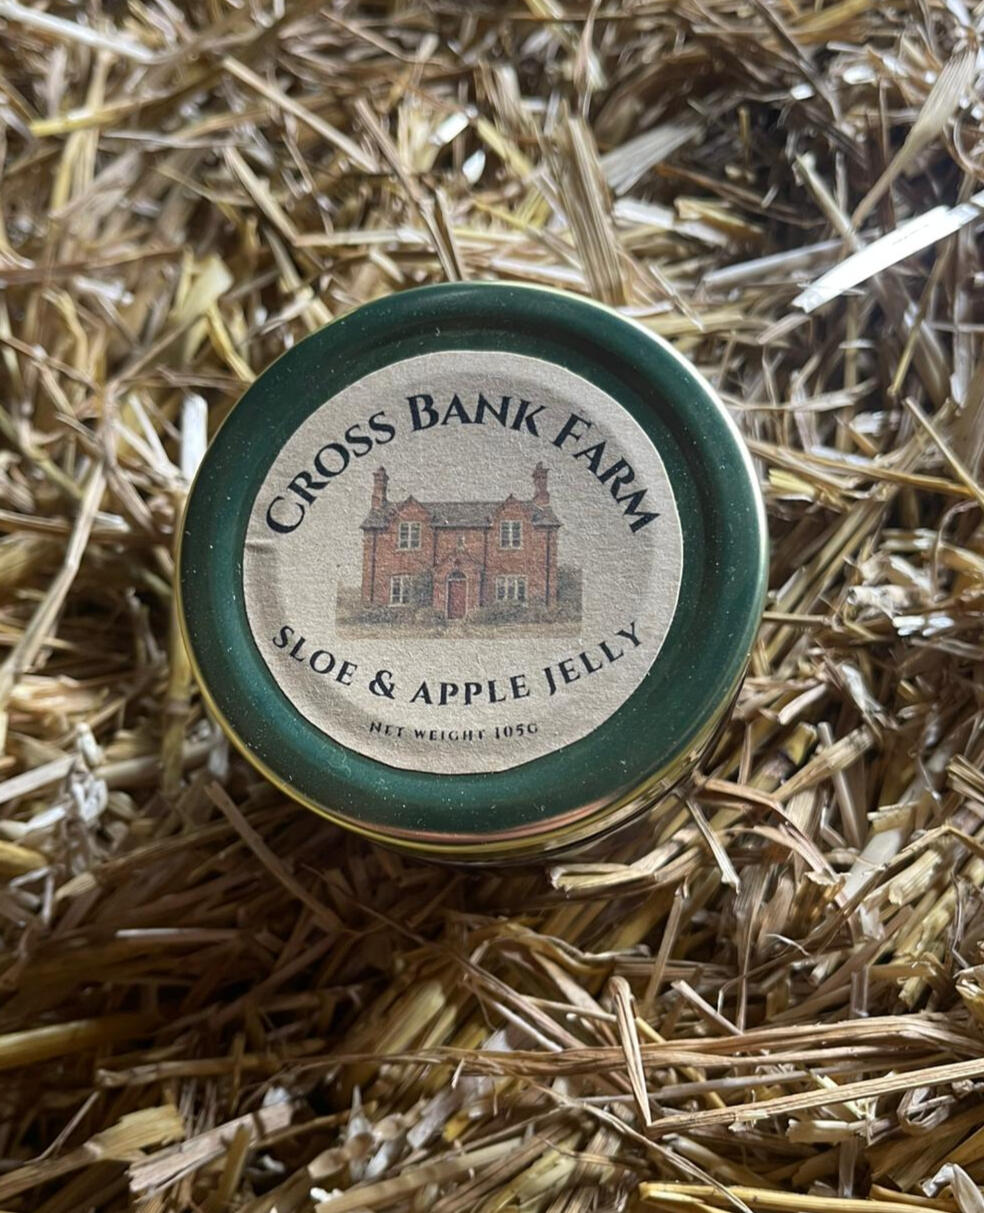 Cross Bank Farm
SLOE & APPLE JELLY
NET WEIGHT 105G